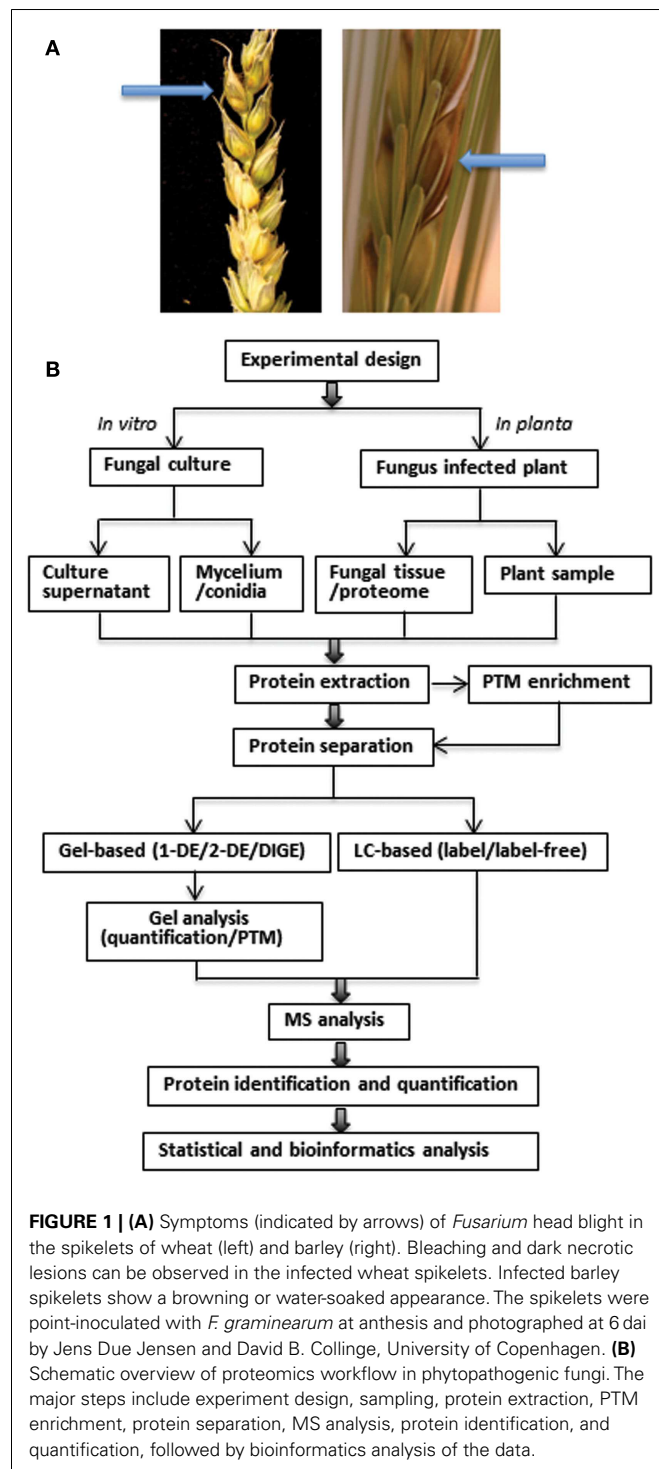 A
B
Experimental design
In vitro
In planta
Fungal culture
Fungus infected plant
Culture
supernatant
Mycelium
/conidia
Fungal tissue
/proteome
Plant sample
Protein extraction
PTM enrichment
Protein separation
Gel-based (1-DE/2-DE/DIGE)
LC-based (label/label-free)
Gel analysis
(quantification/PTM)
MS analysis
Protein identification and quantification
Statistical and bioinformatics analysis
FIGURE 1 | (A) Symptoms (indicated by arrows) of Fusarium head blight in
the spikelets of wheat (left) and barley (right). Bleaching and dark necrotic
lesions can be observed in the infected wheat spikelets. Infected barley
spikelets show a browning or water-soaked appearance. The spikelets were
point-inoculated with F. graminearum at anthesis and photographed at 6 dai
by Jens Due Jensen and David B. Collinge, University of Copenhagen. (B)
Schematic overview of proteomics workflow in phytopathogenic fungi. The
major steps include experiment design, sampling, protein extraction, PTM
enrichment, protein separation, MS analysis, protein identification, and
quantification, followed by bioinformatics analysis of the data.